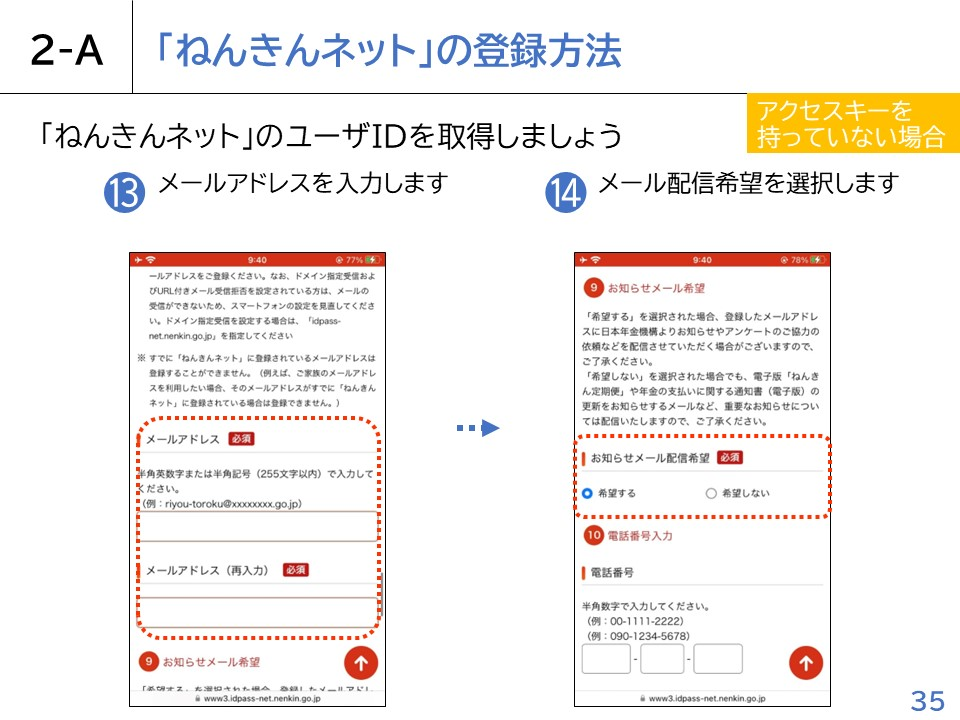 2-A
「ねんきんネット」の登録方法
アクセスキーを
持っていない場合
「ねんきんネット」のユーザIDを取得しましょう
⓭ メールアドレスを入力します
9:40
77%
ールアドレスをご登録ください。なお、ドメイン指定受信およ
びURL付きメール受信拒否を設定されている方は、メールの
受信ができないため、スマートフォンの設定を見直してくださ
い。ドメイン指定受信を設定する場合は、「idpass-
net.nenkin.go.jp」を指定してください
※ すでに「ねんきんネット」に登録されているメールアドレスは
登録することができません。（例えば、ご家族のメールアドレ
スを利用したい場合、そのメールアドレスがすでに「ねんきん
ネット」に登録されている場合は登録できません。）
メールアドレス 必須
半角英数字または半角記号（255文字以内）で入力して
ください。
（例：riyou-toroku@xxxxxxxx.go.jp）
メールアドレス（再入力） 必須
9 お知らせメール希望
「希望する」を選択された場合、登録したメールアドレ
www3.idpass-net.nenkin.go.jp
⓮ メール配信希望を選択します
9:40
78%
9 お知らせメール希望
「希望する」を選択された場合、登録したメールアドレ
スに日本年金機構よりお知らせやアンケートのご協力の
依頼などを配信させていただく場合がございますので、
ご了承ください。
「希望しない」を選択された場合でも、電子版「ねんき
ん定期便」や年金の支払いに関する通知書（電子版）の
更新をお知らせするメールなど、重要なお知らせについ
ては配信いたしますので、ご了承ください。
お知らせメール配信希望 必須
希望する 希望しない
10 電話番号入力
電話番号
半角数字で入力してください。
（例：00-1111-2222）
（例：090-1234-5678）
- -
www3.idpass-net.nenkin.go.jp
35